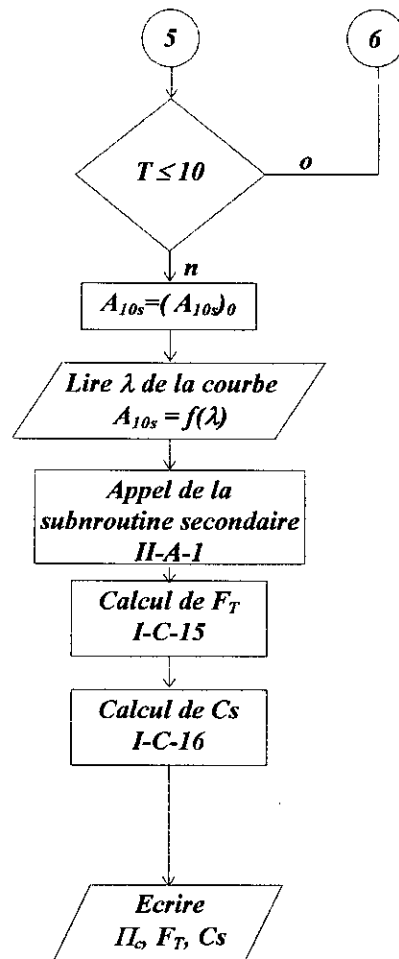 5 6
T ≤ 10 o
n
A10s=( A10s)0
Lire λ de la courbe
A10s = f(λ)
Appel de la
subnroutine secondaire
II-A-1
Calcul de FT
I-C-15
Calcul de Cs
I-C-16
Ecrire
Πc, FT, Cs